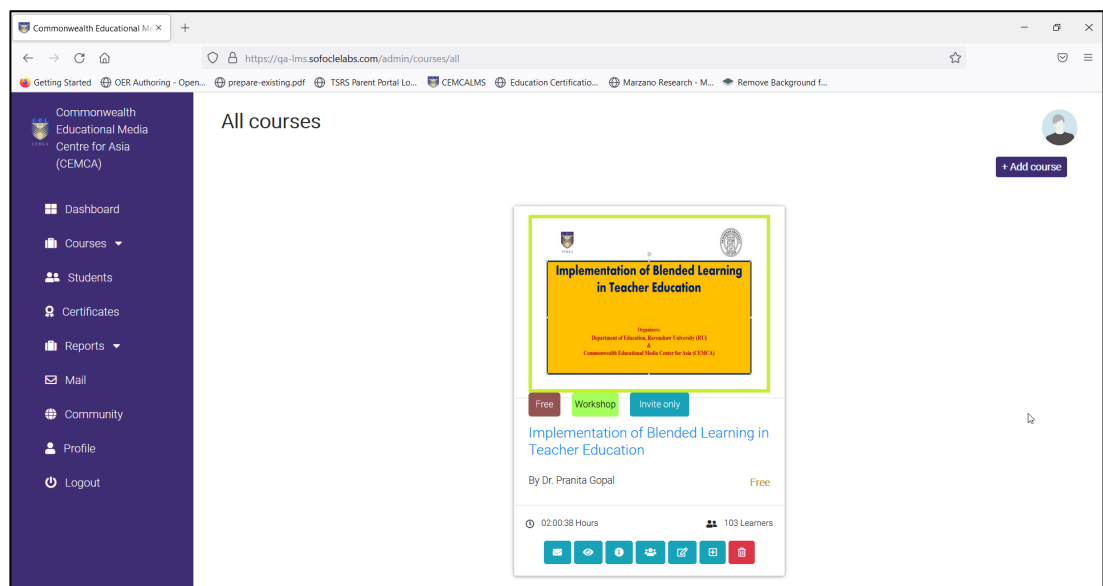 Commonwealth Educational Me
https://qa-lms.sofoclelabs.com/admin/courses/all
Getting Started
OER Authoring - Open...
prepare-existing.pdf
TSRS Parent Portal Lo...
CEMCALMS
Education Certificatio...
Marzano Research - M...
Remove Background f...
Commonwealth
Educational Media
Centre for Asia
(CEMCA)
Dashboard
Courses
Students
Certificates
Reports
Mail
Community
Profile
Logout
All courses
+ Add course
CEMCA
Implementation of Blended Learning
in Teacher Education
Organizers:
Department of Education, Ravenshaw University (RU)
&
Commonwealth Educational Media Center for Asia (CEMCA)
Free
Workshop
Invite only
Implementation of Blended Learning in
Teacher Education
By Dr. Pranita Gopal
Free
02:00:38 Hours
103 Learners